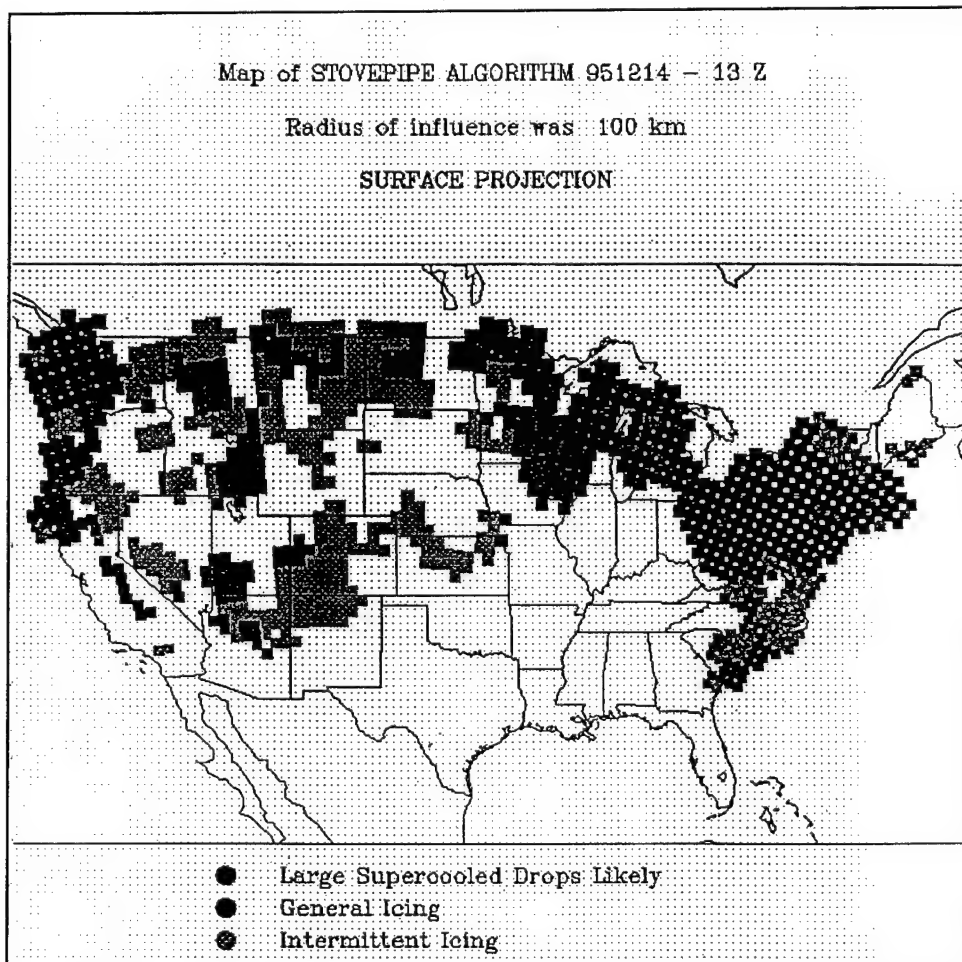 Map of STOVEPIPE ALGORITHM 951214 - 13 Z
Radius of influence was 100 km
SURFACE PROJECTION
Large Supercooled Drops Likely
General Icing
Intermittent Icing